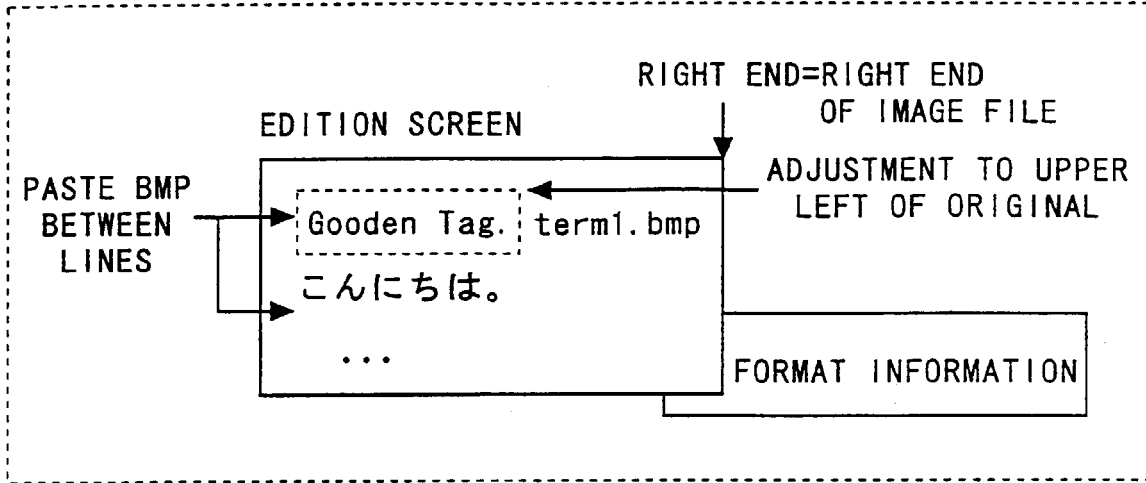 RIGHT END=RIGHT END
OF IMAGE FILE
EDITION SCREEN
ADJUSTMENT TO UPPER
LEFT OF ORIGINAL
PASTE BMP
BETWEEN
LINES
Gooden Tag. term1.bmp
こんにちは。
...
FORMAT INFORMATION